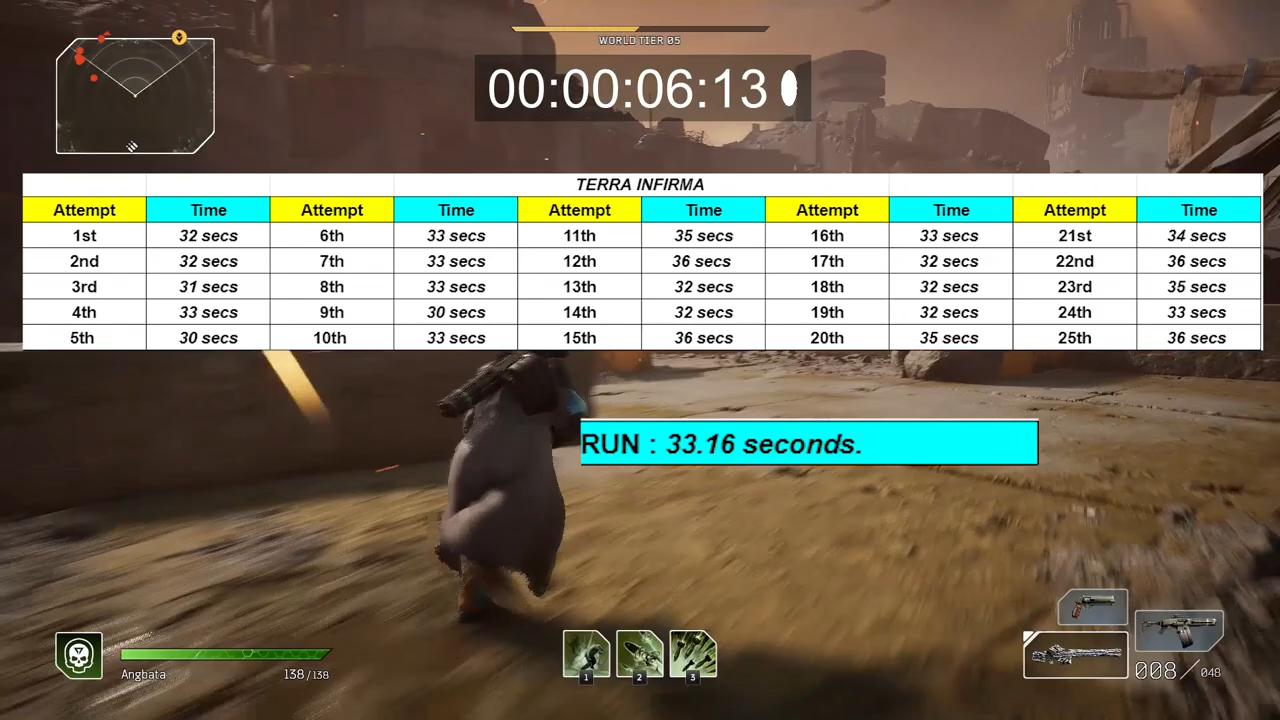 WORLD TIER 05
00:00:06:13
TERRA INFIRMA
Attempt Time Attempt Time Attempt Time Attempt Time Attempt Time
1st 32 secs 6th 33 secs 11th 35 secs 16th 33 secs 21st 34 secs
2nd 32 secs 7th 33 secs 12th 36 secs 17th 32 secs 22nd 36 secs
3rd 31 secs 8th 33 secs 13th 32 secs 18th 32 secs 23rd 35 secs
4th 33 secs 9th 30 secs 14th 32 secs 19th 32 secs 24th 33 secs
5th 30 secs 10th 33 secs 15th 36 secs 20th 35 secs 25th 36 secs
RUN : 33.16 seconds.
Angbata 138/138
1 2 3
008/048